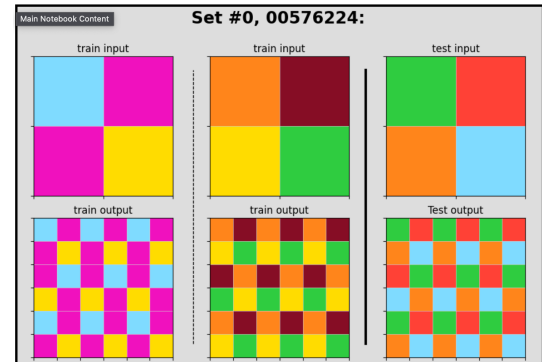 Main Notebook Content
Set #0, 00576224:
train input
train input
test input
train output
train output
Test output